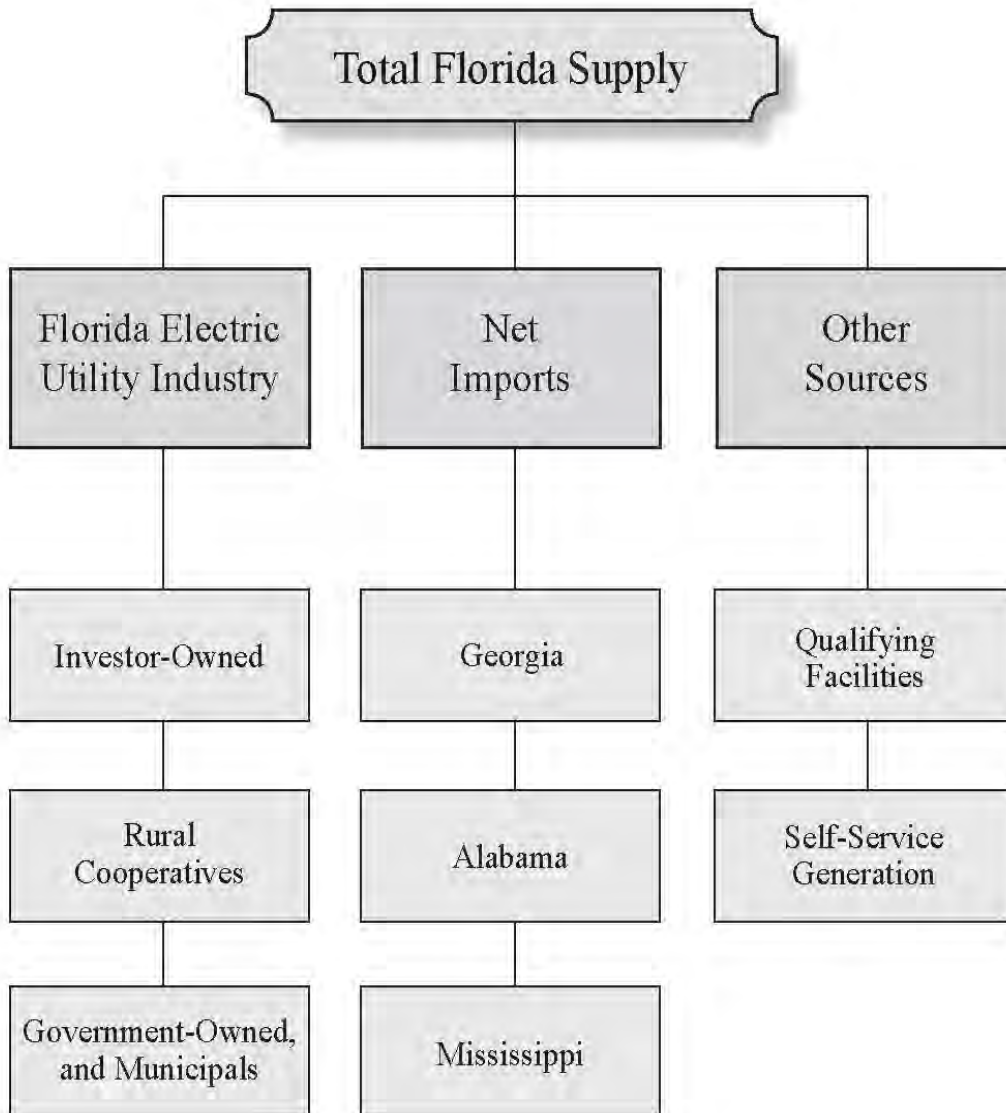 Total Florida Supply
Florida Electric
Utility Industry
Net
Imports
Other
Sources
Investor-Owned
Georgia
Qualifying
Facilities
Rural
Cooperatives
Alabama
Self-Service
Generation
Government-Owned,
and Municipals
Mississippi